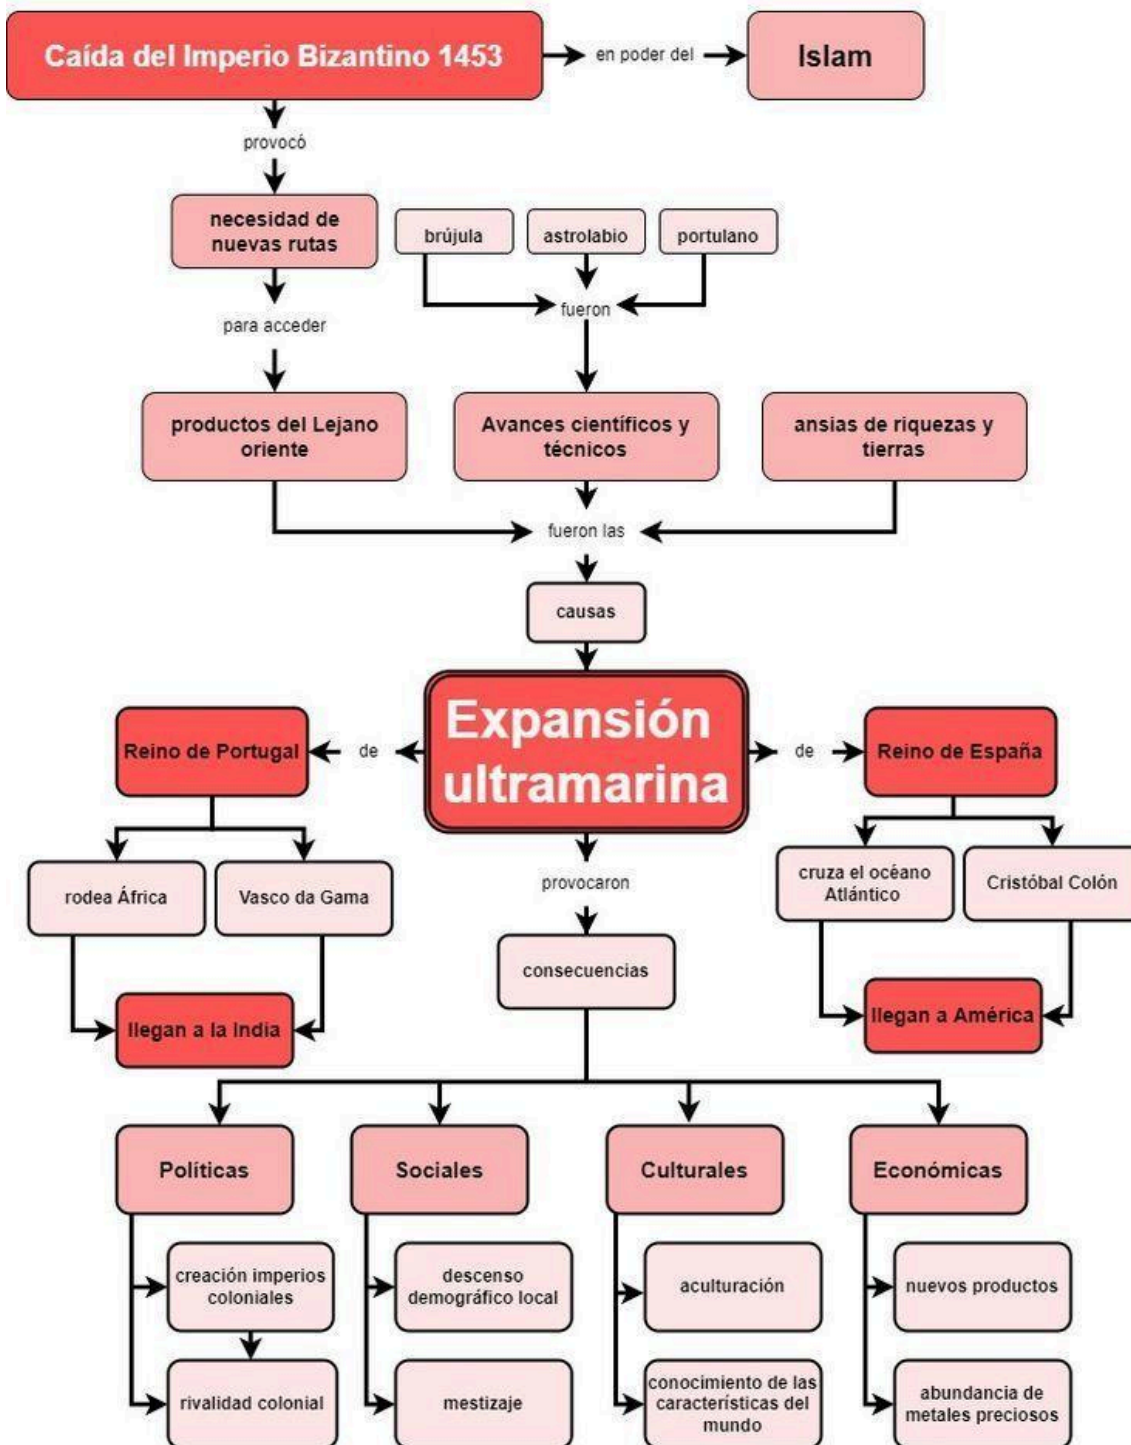 Caída del Imperio Bizantino 1453
en poder del
Islam
provocó
necesidad de
nuevas rutas
brújula
astrolabio
portulano
fueron
para acceder
productos del Lejano
oriente
Avances científicos y
técnicos
ansias de riquezas y
tierras
fueron las
causas
Expansión
ultramarina
Reino de Portugal
de
de
Reino de España
rodea África
Vasco da Gama
provocaron
cruza el océano
Atlántico
Cristóbal Colón
consecuencias
llegan a la India
llegan a América
Políticas
Sociales
Culturales
Económicas
creación imperios
coloniales
descenso
demográfico local
aculturación
nuevos productos
rivalidad colonial
mestizaje
conocimiento de las
características del
mundo
abundancia de
metales preciosos